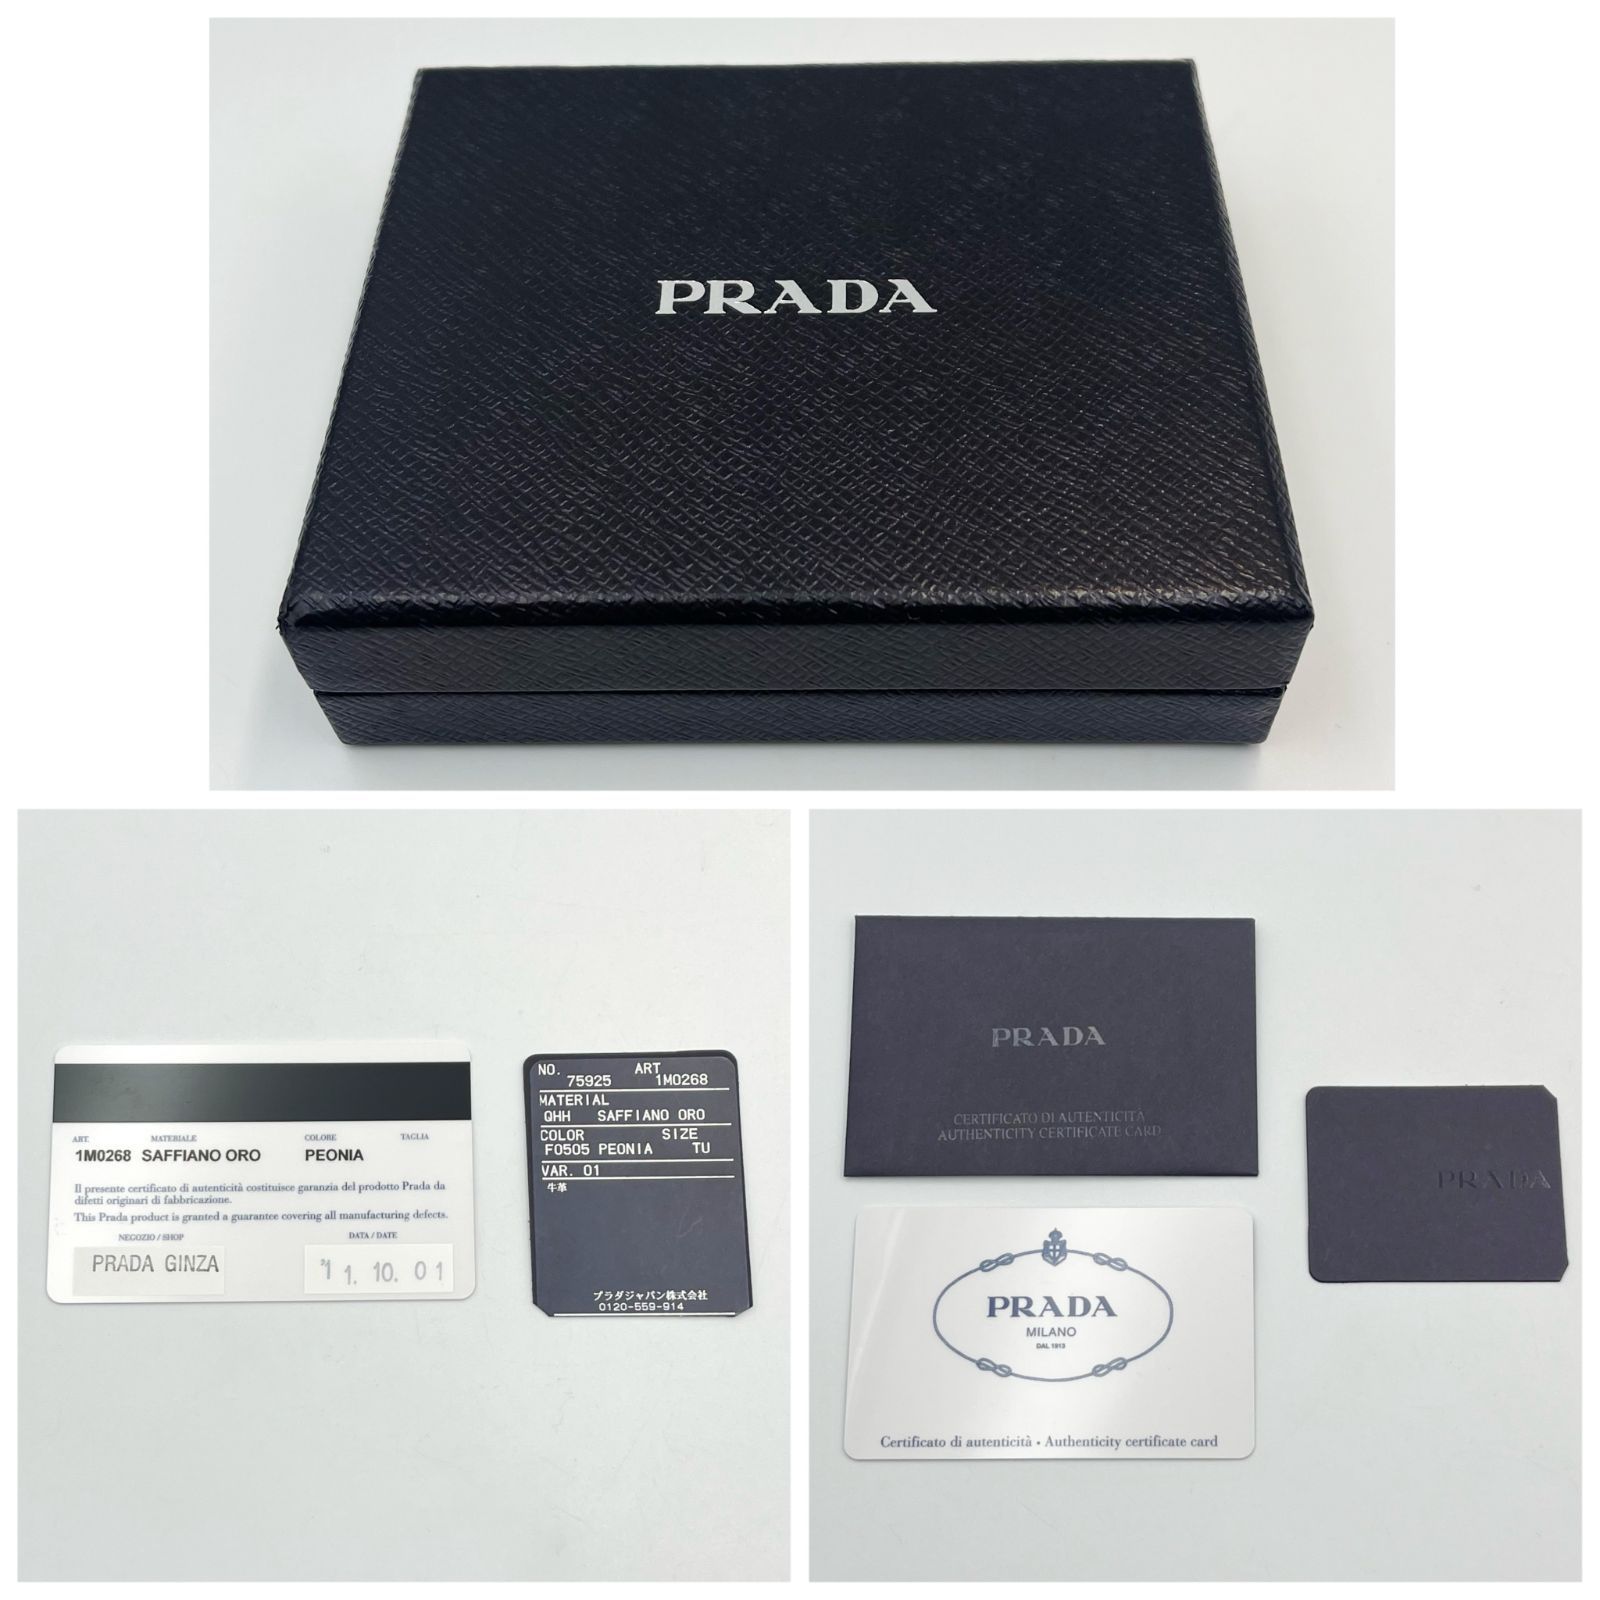 PRADA
ART. MATERIALE COLORE TAGLIA
1M0268 SAFFIANO ORO PEONIA
Il presente certificato di autenticità costituisce garanzia del prodotto Prada da
difetti originari di fabbricazione.
This Prada product is granted a guarantee covering all manufacturing defects.
NEGOZIO / SHOP DATA / DATE
PRADA GINZA '11. 10. 01
NO. ART
75925 1M0268
MATERIAL
QHH SAFFIANO ORO
COLOR SIZE
F0505 PEONIA TU
VAR. 01
牛革
プラダジャパン株式会社
0120-559-914
PRADA
CERTIFICATO DI AUTENTICITÀ
AUTHENTICITY CERTIFICATE CARD
PRADA
PRADA
MILANO
DAL 1913
Certificato di autenticità • Authenticity certificate card